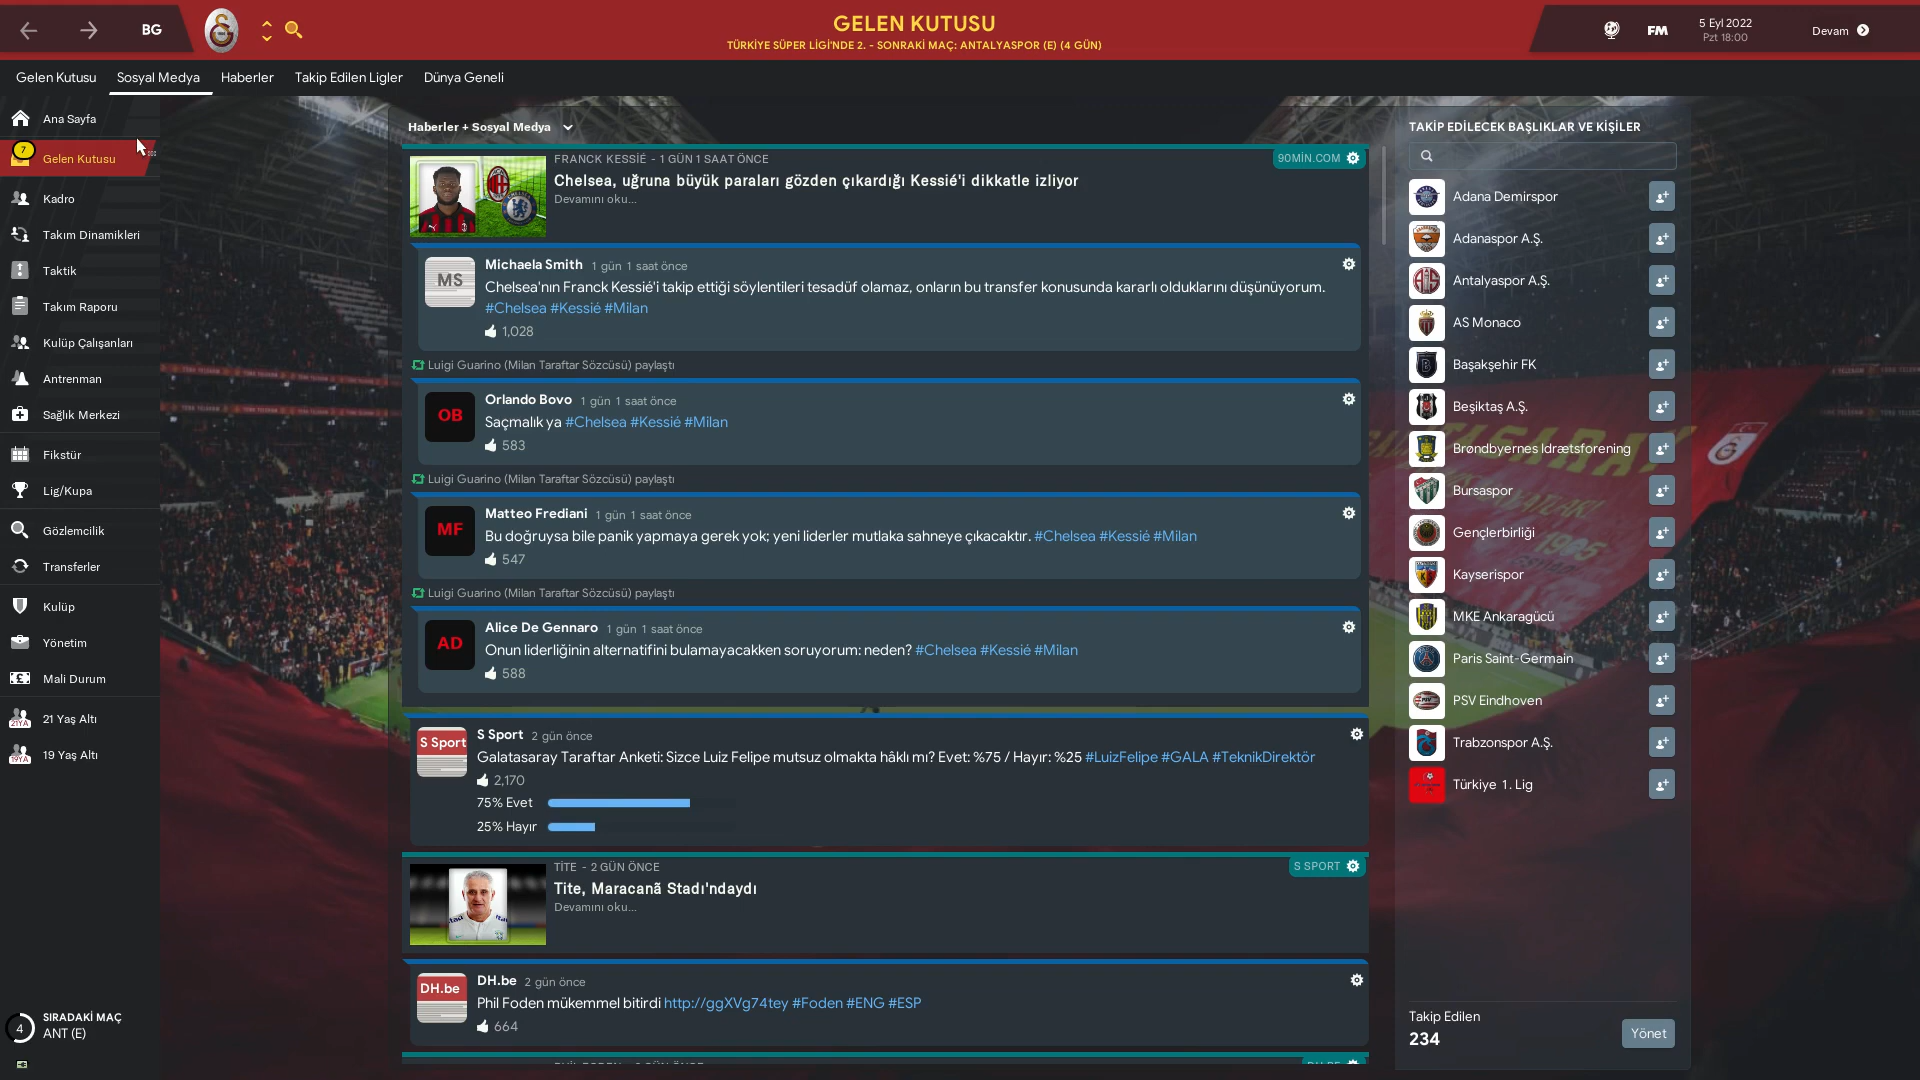 BG
GELEN KUTUSU
TÜRKİYE SÜPER LİGİ'NDE 2. - SONRAKİ MAÇ: ANTALYASPOR (E) (4 GÜN)
FM
5 Eyl 2022
Pzt 18:00
Devam
Gelen Kutusu
Sosyal Medya
Haberler
Takip Edilen Ligler
Dünya Geneli
Ana Sayfa
7
Gelen Kutusu
Kadro
Takım Dinamikleri
Taktik
Takım Raporu
Kulüp Çalışanları
Antrenman
Sağlık Merkezi
Fikstür
Lig/Kupa
Gözlemcilik
Transferler
Kulüp
Yönetim
Mali Durum
21YA
21 Yaş Altı
19YA
19 Yaş Altı
4
SIRADAKİ MAÇ
ANT (E)
Haberler + Sosyal Medya
FRANCK KESSIÉ - 1 GÜN 1 SAAT ÖNCE
90MİN.COM
Chelsea, uğruna büyük paraları gözden çıkardığı Kessié'i dikkatle izliyor
Devamını oku...
MS
Michaela Smith 1 gün 1 saat önce
Chelsea'nın Franck Kessié'i takip ettiği söylentileri tesadüf olamaz, onların bu transfer konusunda kararlı olduklarını düşünüyorum.
#Chelsea #Kessié #Milan
1,028
Luigi Guarino (Milan Taraftar Sözcüsü) paylaştı
OB
Orlando Bovo 1 gün 1 saat önce
Saçmalık ya #Chelsea #Kessié #Milan
583
Luigi Guarino (Milan Taraftar Sözcüsü) paylaştı
MF
Matteo Frediani 1 gün 1 saat önce
Bu doğruysa bile panik yapmaya gerek yok; yeni liderler mutlaka sahneye çıkacaktır. #Chelsea #Kessié #Milan
547
Luigi Guarino (Milan Taraftar Sözcüsü) paylaştı
AD
Alice De Gennaro 1 gün 1 saat önce
Onun liderliğinin alternatifini bulamayacakken soruyorum: neden? #Chelsea #Kessié #Milan
588
S Sport
S Sport 2 gün önce
Galatasaray Taraftar Anketi: Sizce Luiz Felipe mutsuz olmakta hâklı mı? Evet: %75 / Hayır: %25 #LuizFelipe #GALA #TeknikDirektör
2,170
75% Evet
25% Hayır
TİTE - 2 GÜN ÖNCE
S SPORT
Tite, Maracanã Stadı'ndaydı
Devamını oku...
DH.be
DH.be 2 gün önce
Phil Foden mükemmel bitirdi http://ggXVg74tey #Foden #ENG #ESP
664
TAKİP EDİLECEK BAŞLIKLAR VE KİŞİLER
Adana Demirspor
Adanaspor A.Ş.
Antalyaspor A.Ş.
AS Monaco
Başakşehir FK
Beşiktaş A.Ş.
Brøndbyernes Idrætsforening
Bursaspor
Gençlerbirliği
Kayserispor
MKE Ankaragücü
Paris Saint-Germain
PSV Eindhoven
Trabzonspor A.Ş.
Türkiye 1. Lig
Takip Edilen
234
Yönet